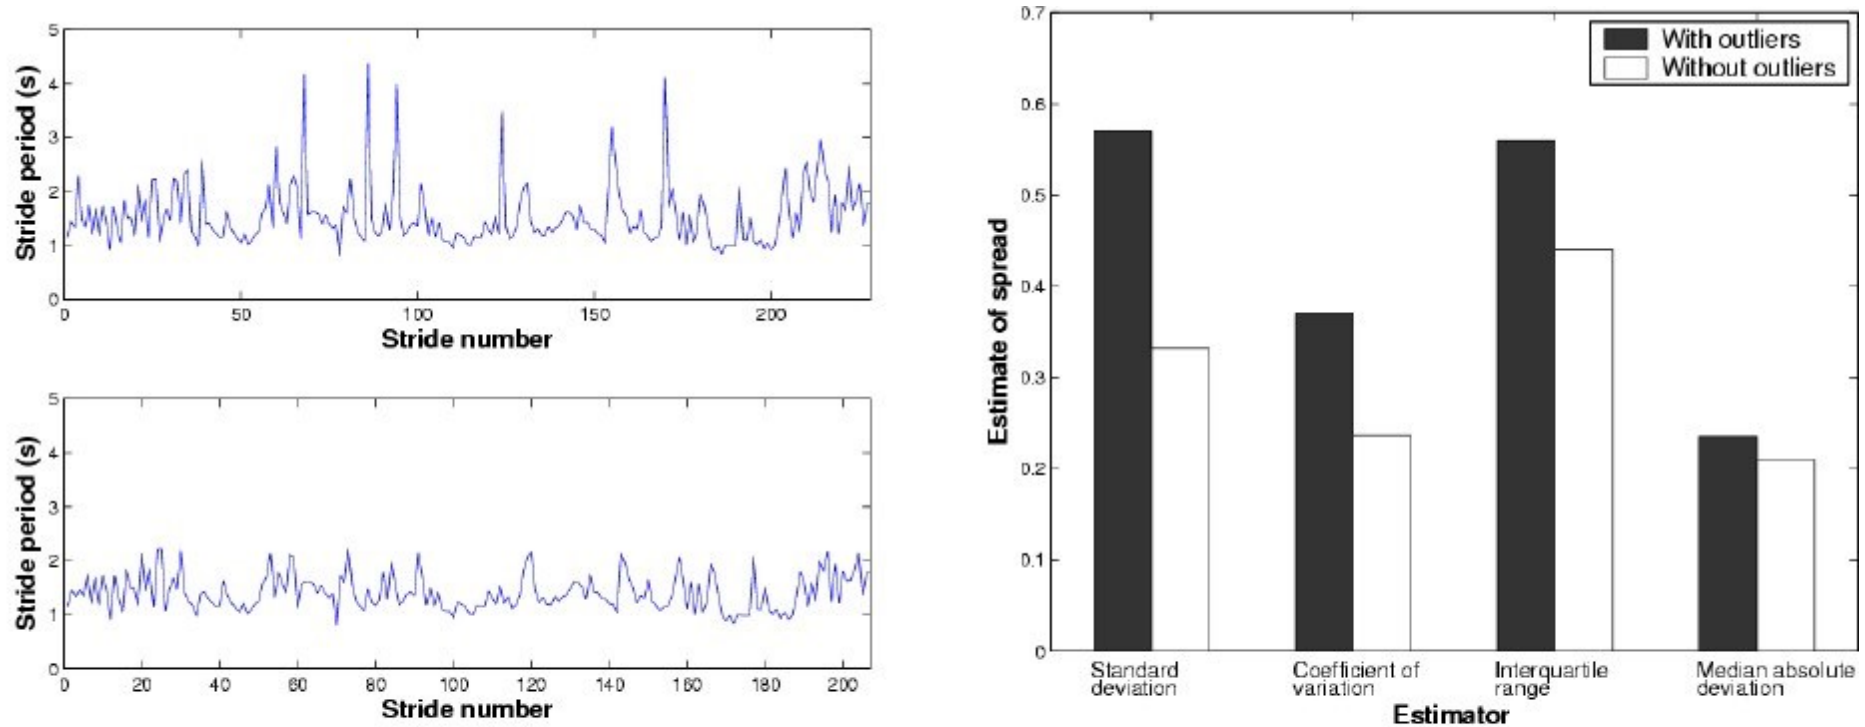 5
4
3
2
1
0
Stride period (s)
0 50 100 150 200
Stride number
5
4
3
2
1
0
Stride period (s)
0 20 40 60 80 100 120 140 160 180 200
Stride number
0.7
0.6
0.5
0.4
0.3
0.2
0.1
0
Estimate of spread
With outliers
Without outliers
Standard deviation
Coefficient of variation
Interquartile range
Median absolute deviation
Estimator